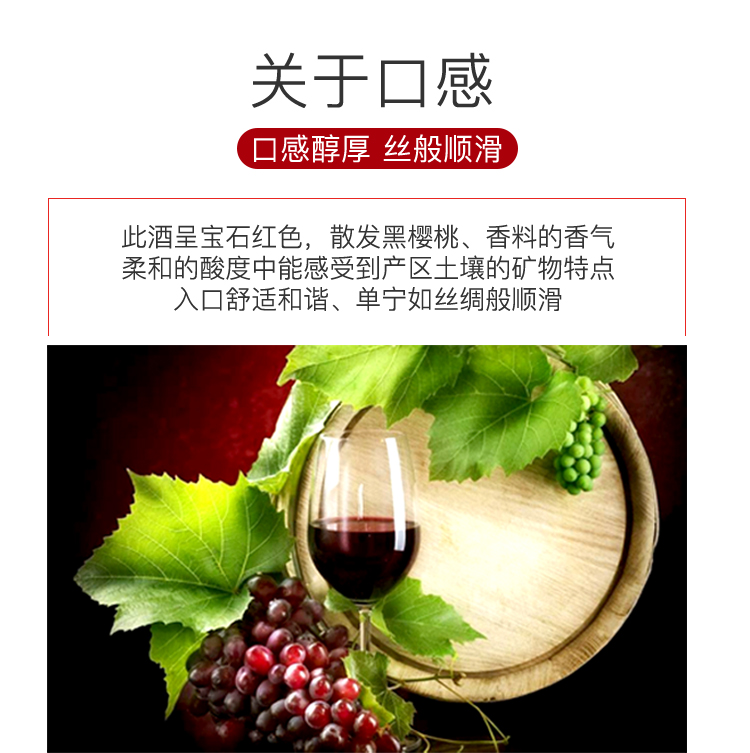 关于口感
口感醇厚 丝般顺滑
此酒呈宝石红色，散发黑樱桃、香料的香气
柔和的酸度中能感受到产区土壤的矿物特点
入口舒适和谐、单宁如丝绸般顺滑